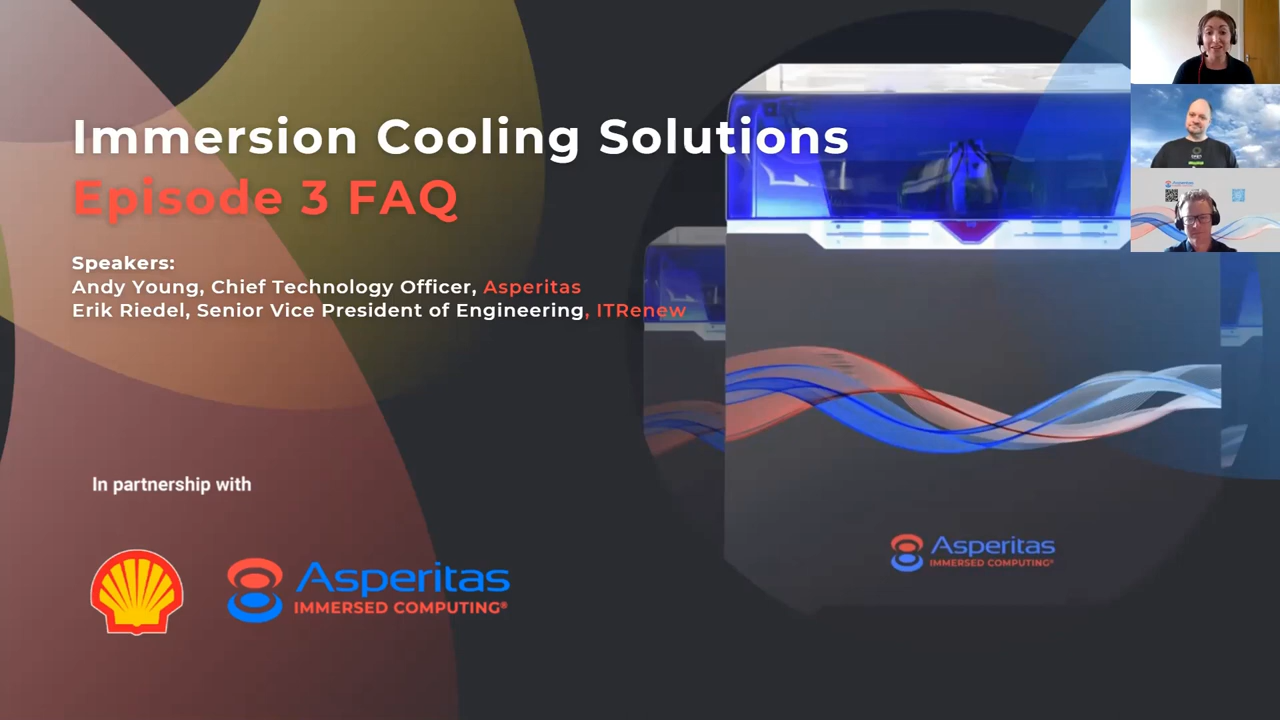 Immersion Cooling Solutions
Episode 3 FAQ
Speakers:
Andy Young, Chief Technology Officer, Asperitas
Erik Riedel, Senior Vice President of Engineering, ITRenew
In partnership with
Asperitas
IMMERSED COMPUTING®
Asperitas
IMMERSED COMPUTING®